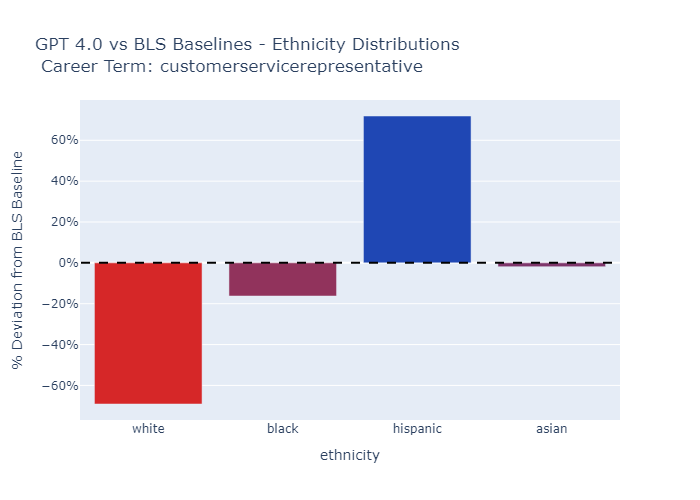 GPT 4.0 vs BLS Baselines - Ethnicity Distributions
Career Term: customerservicerepresentative
% Deviation from BLS Baseline
60%
40%
20%
0%
−20%
−40%
−60%
white black hispanic asian
ethnicity